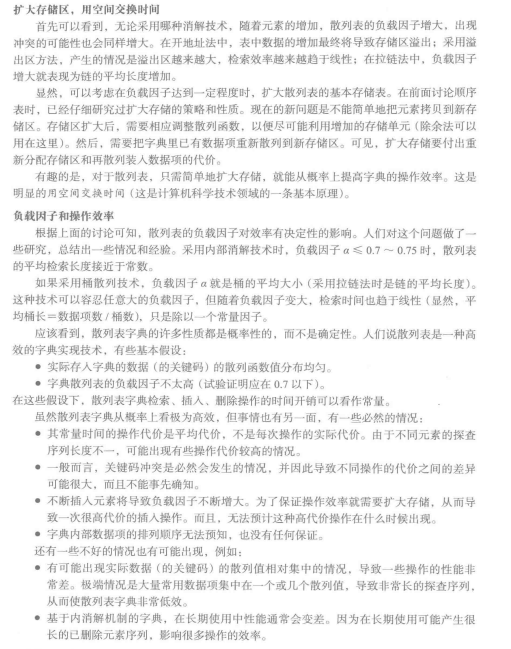 扩大存储区，用空间交换时间
首先可以看到，无论采用哪种消解技术，随着元素的增加，散列表的负载因子增大，出现
冲突的可能性也会同样增大。在开地址法中，表中数据的增加最终将导致存储区溢出；采用溢
出区方法，产生的情况是溢出区越来越大，检索效率越来越趋于线性；在拉链法中，负载因子
增大就表现为链的平均长度增加。
显然，可以考虑在负载因子达到一定程度时，扩大散列表的基本存储表。在前面讨论顺序
表时，已经仔细研究过扩大存储的策略和性质。现在的新问题是不能简单地把元素拷贝到新存
储区。存储区扩大后，需要相应调整散列函数，以便尽可能利用增加的存储单元（除余法可以
用在这里）。然后，需要把字典里已有数据项重新散列到新存储区。可见，扩大存储要付出重
新分配存储区和再散列装入数据项的代价。
有趣的是，对于散列表，只需简单地扩大存储，就能从概率上提高字典的操作效率。这是
明显的用空间交换时间（这是计算机科学技术领域的一条基本原理）。
负载因子和操作效率
根据上面的讨论可知，散列表的负载因子对效率有决定性的影响。人们对这个问题做了一
些研究，总结出一些情况和经验。采用内部消解技术时，负载因子 α ≤ 0.7 ～ 0.75 时，散列表
的平均检索长度接近于常数。
如果采用桶散列技术，负载因子 α 就是桶的平均大小（采用拉链法时是链的平均长度）。
这种技术可以容忍任意大的负载因子，但随着负载因子变大，检索时间也趋于线性（显然，平
均桶长＝数据项数 / 桶数），只是除以一个常量因子。
应该看到，散列表字典的许多性质都是概率性的，而不是确定性。人们说散列表是一种高
效的字典实现技术，有些基本假设：
● 实际存入字典的数据（的关键码）的散列函数值分布均匀。
● 字典散列表的负载因子不太高（试验证明应在 0.7 以下）。
在这些假设下，散列表字典检索、插入、删除操作的时间开销可以看作常量。
虽然散列表字典从概率上看极为高效，但事情也有另一面，有一些必然的情况：
● 其常量时间的操作代价是平均代价，不是每次操作的实际代价。由于不同元素的探查
序列长度不一，可能出现有些操作代价较高的情况。
● 一般而言，关键码冲突是必然会发生的情况，并因此导致不同操作的代价之间的差异
可能很大，而且不能事先确知。
● 不断插入元素将导致负载因子不断增大。为了保证操作效率就需要扩大存储，从而导
致一次很高代价的插入操作。而且，无法预计这种高代价操作在什么时候出现。
● 字典内部数据项的排列顺序无法预知，也没有任何保证。
还有一些不好的情况也有可能出现，例如：
● 有可能出现实际数据（的关键码）的散列值相对集中的情况，导致一些操作的性能非
常差。极端情况是大量常用数据项集中在一个或几个散列值，导致非常长的探查序列，
从而使散列表字典非常低效。
● 基于内消解机制的字典，在长期使用中性能通常会变差。因为在长期使用可能产生很
长的已删除元素序列，影响很多操作的效率。